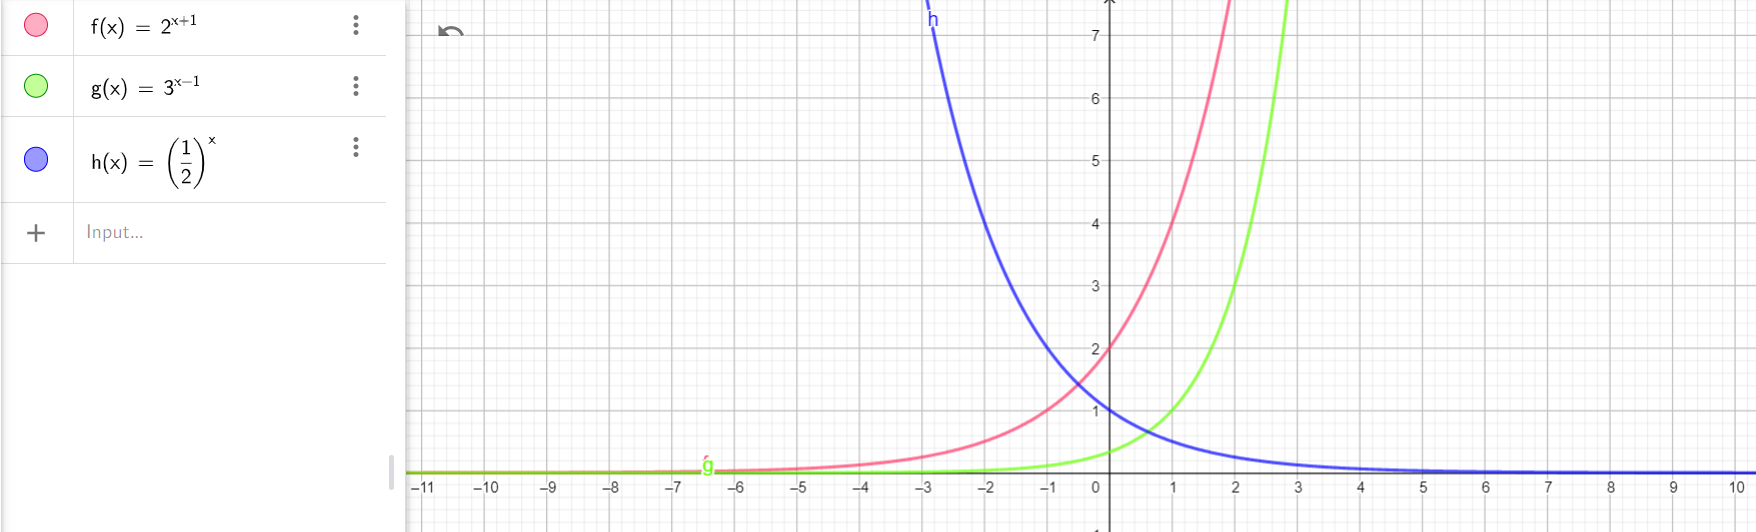 f(x) = 2^{x+1}
g(x) = 3^{x−1}
h(x) = (1/2)^x
+ Input...
h
7
6
5
4
3
2
1
g
−11 −10 −9 −8 −7 −6 −5 −4 −3 −2 −1 0 1 2 3 4 5 6 7 8 9 10